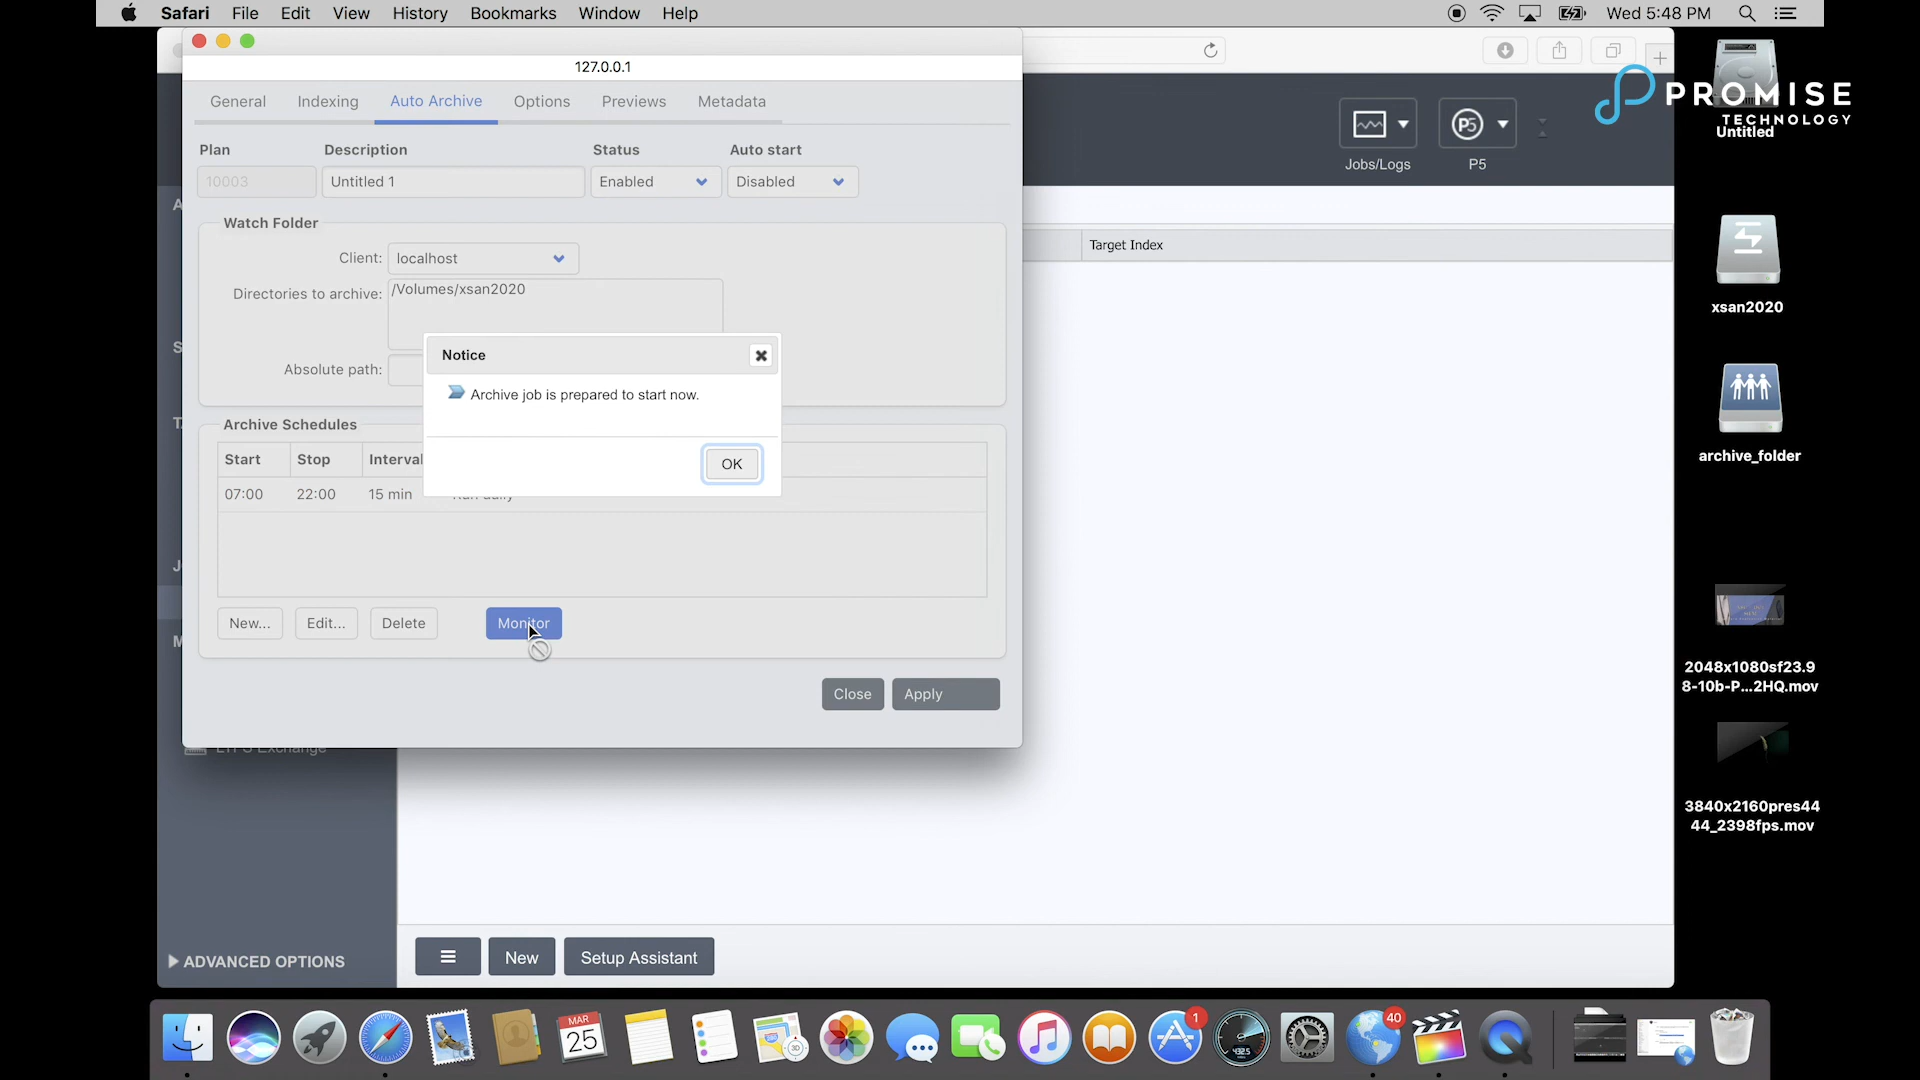 Safari File Edit View History Bookmarks Window Help Wed 5:48 PM
127.0.0.1
General Indexing Auto Archive Options Previews Metadata
Plan Description Status Auto start
10003 Untitled 1 Enabled Disabled
Watch Folder
Client: localhost
Directories to archive: /Volumes/xsan2020
Absolute path:
Notice
Archive job is prepared to start now.
OK
Archive Schedules
Start Stop Interval
07:00 22:00 15 min
New... Edit... Delete Monitor
Close Apply
Jobs/Logs P5
Target Index
PROMISE
TECHNOLOGY
Untitled
xsan2020
archive_folder
2048x1080sf23.9
8-10b-P...2HQ.mov
3840x2160pres44
44_2398fps.mov
ADVANCED OPTIONS
New Setup Assistant
MAR
25
1
40